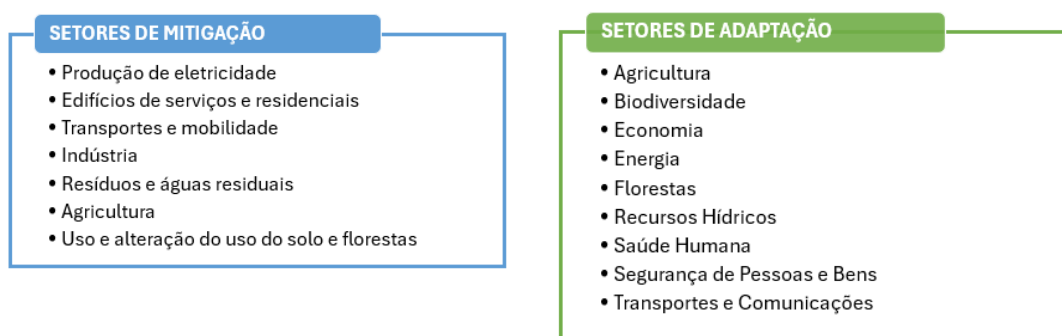 SETORES DE MITIGAÇÃO
• Produção de eletricidade
• Edifícios de serviços e residenciais
• Transportes e mobilidade
• Indústria
• Resíduos e águas residuais
• Agricultura
• Uso e alteração do uso do solo e florestas
SETORES DE ADAPTAÇÃO
• Agricultura
• Biodiversidade
• Economia
• Energia
• Florestas
• Recursos Hídricos
• Saúde Humana
• Segurança de Pessoas e Bens
• Transportes e Comunicações